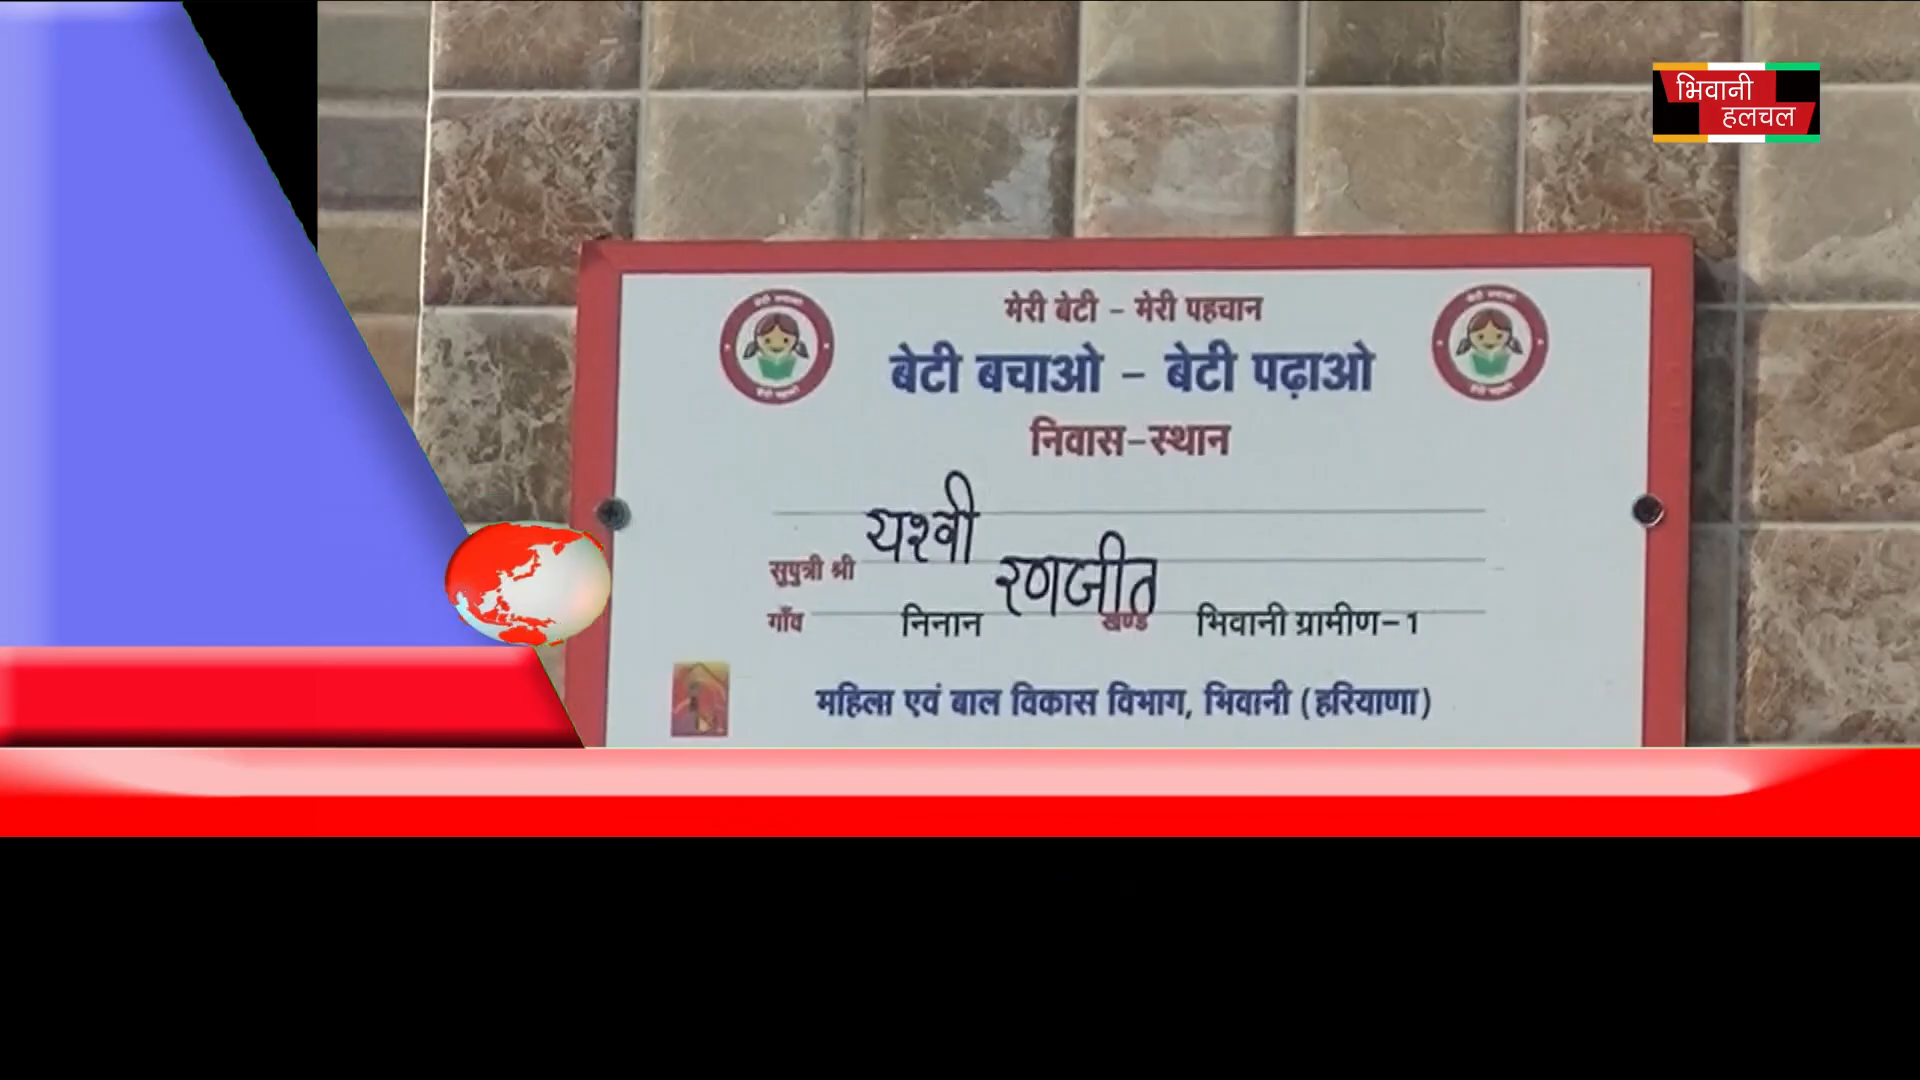 भिवानी
हलचल
मेरी बेटी - मेरी पहचान
बेटी बचाओ - बेटी पढ़ाओ
निवास-स्थान
यश्वी
सुपुत्री श्री रणजीत
गाँव निनान खण्ड भिवानी ग्रामीण-1
महिला एवं बाल विकास विभाग, भिवानी (हरियाणा)